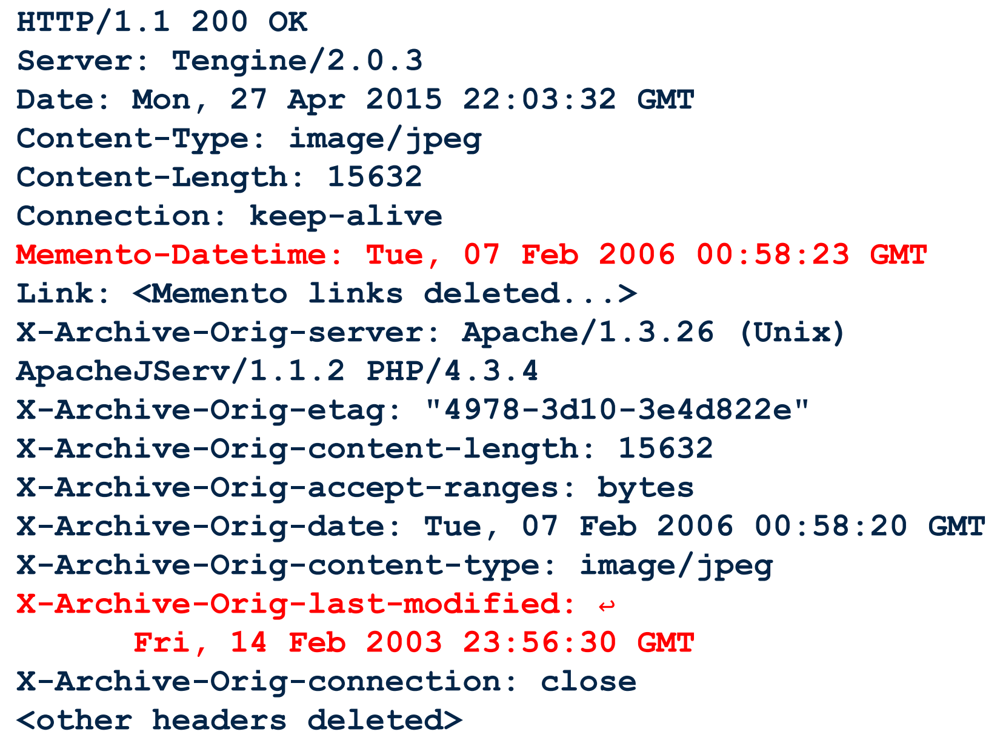 HTTP/1.1 200 OK
Server: Tengine/2.0.3
Date: Mon, 27 Apr 2015 22:03:32 GMT
Content-Type: image/jpeg
Content-Length: 15632
Connection: keep-alive
Memento-Datetime: Tue, 07 Feb 2006 00:58:23 GMT
Link: <Memento links deleted...>
X-Archive-Orig-server: Apache/1.3.26 (Unix)
ApacheJServ/1.1.2 PHP/4.3.4
X-Archive-Orig-etag: "4978-3d10-3e4d822e"
X-Archive-Orig-content-length: 15632
X-Archive-Orig-accept-ranges: bytes
X-Archive-Orig-date: Tue, 07 Feb 2006 00:58:20 GMT
X-Archive-Orig-content-type: image/jpeg
X-Archive-Orig-last-modified: ↩
Fri, 14 Feb 2003 23:56:30 GMT
X-Archive-Orig-connection: close
<other headers deleted>